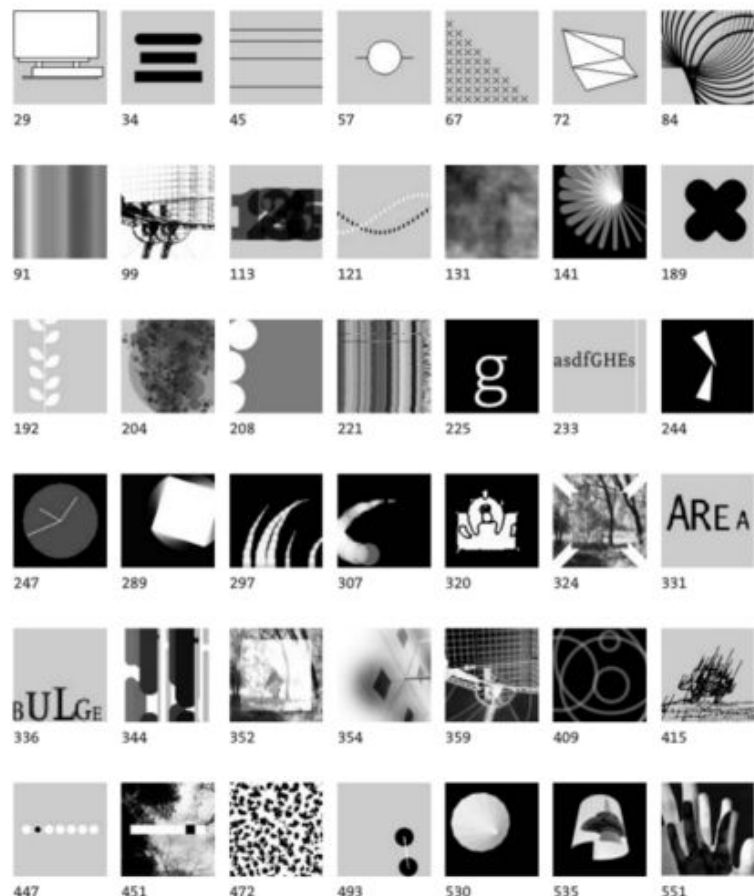 29 34 45 57 67 72 84
91 99 113 121 131 141 189
asdfGHEs
g
192 204 208 221 225 233 244
AREA
247 289 297 307 320 324 331
BULGE
336 344 352 354 359 409 415
447 451 472 493 530 535 551